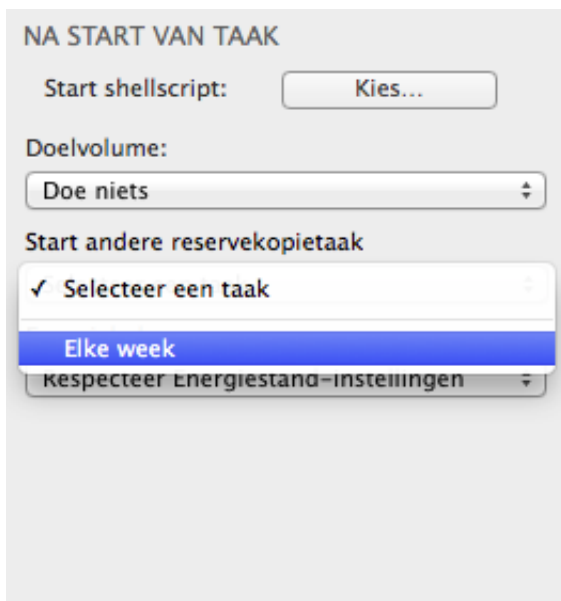 NA START VAN TAAK
Start shellscript: Kies...
Doelvolume:
Doe niets
Start andere reservekopietaak
✓ Selecteer een taak
Elke week
Respecteer Energiestand-instellingen